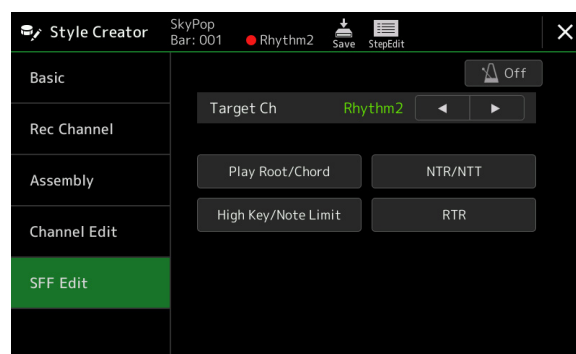 Style Creator
SkyPop
Bar: 001
Rhythm2
Save
StepEdit
Basic
Rec Channel
Assembly
Channel Edit
SFF Edit
Off
Target Ch
Rhythm2
Play Root/Chord
NTR/NTT
High Key/Note Limit
RTR